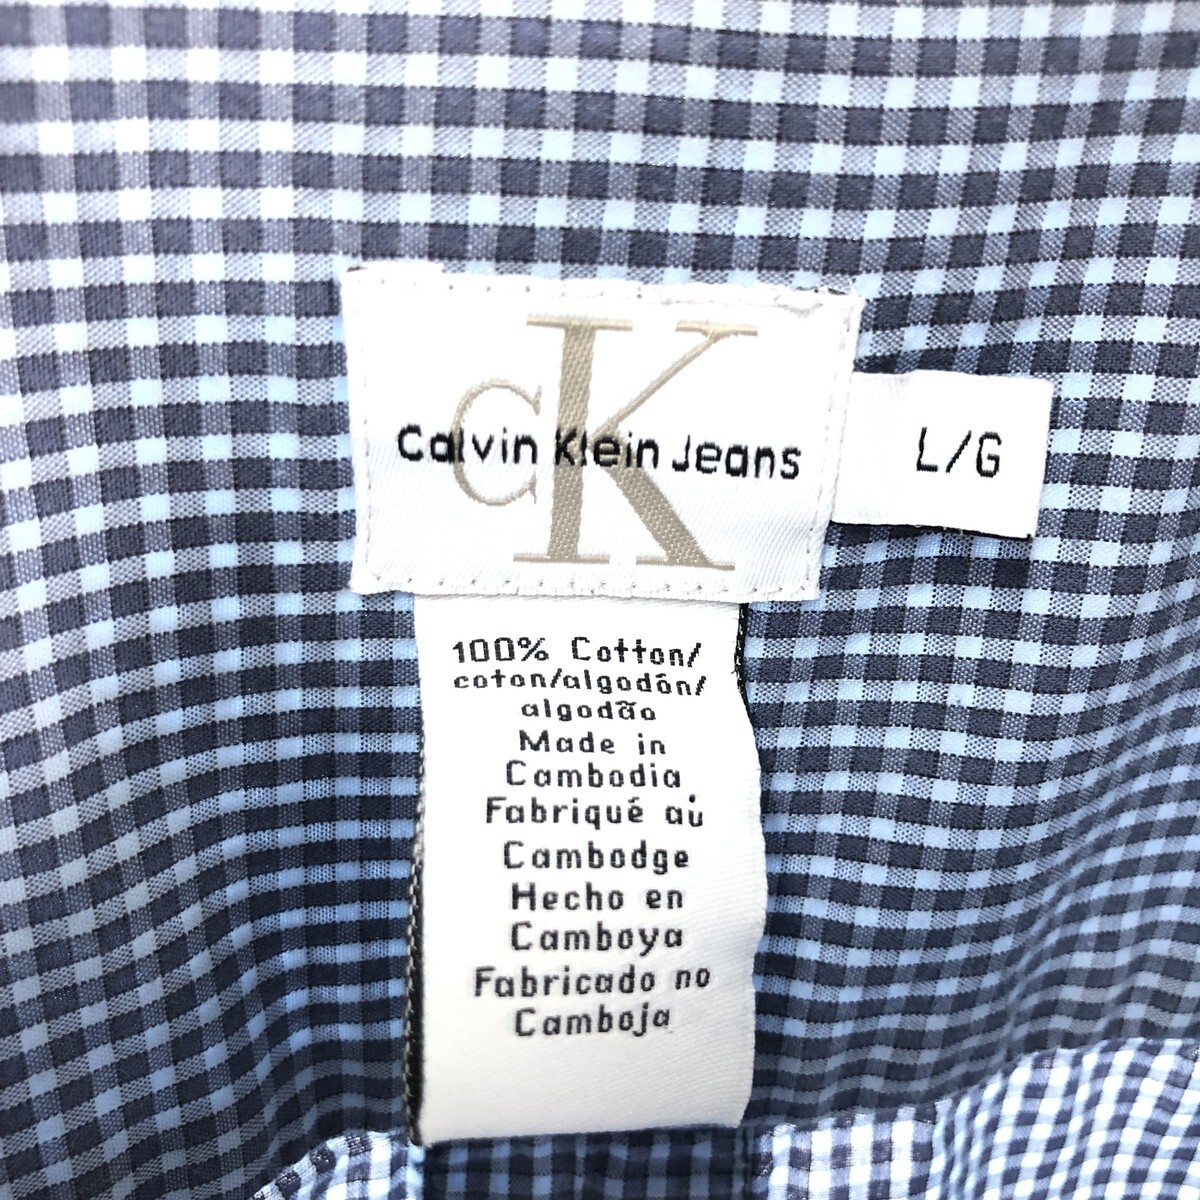 CK
Calvin Klein Jeans
L/G
100% Cotton/
coton/algodón/
algodão
Made in
Cambodia
Fabriqué aù
Cambodge
Hecho en
Camboya
Fabricado no
Camboja